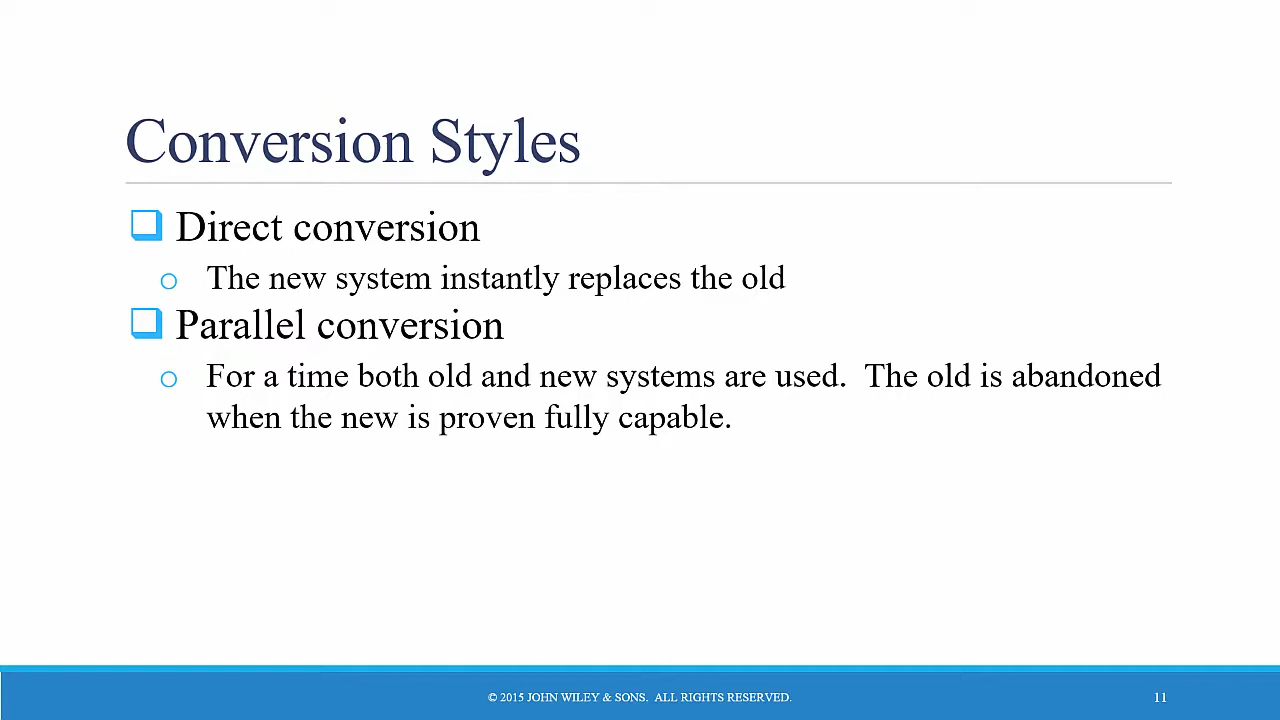 Conversion Styles
Direct conversion
The new system instantly replaces the old
Parallel conversion
For a time both old and new systems are used.  The old is abandoned
when the new is proven fully capable.
© 2015 JOHN WILEY & SONS.  ALL RIGHTS RESERVED.
11